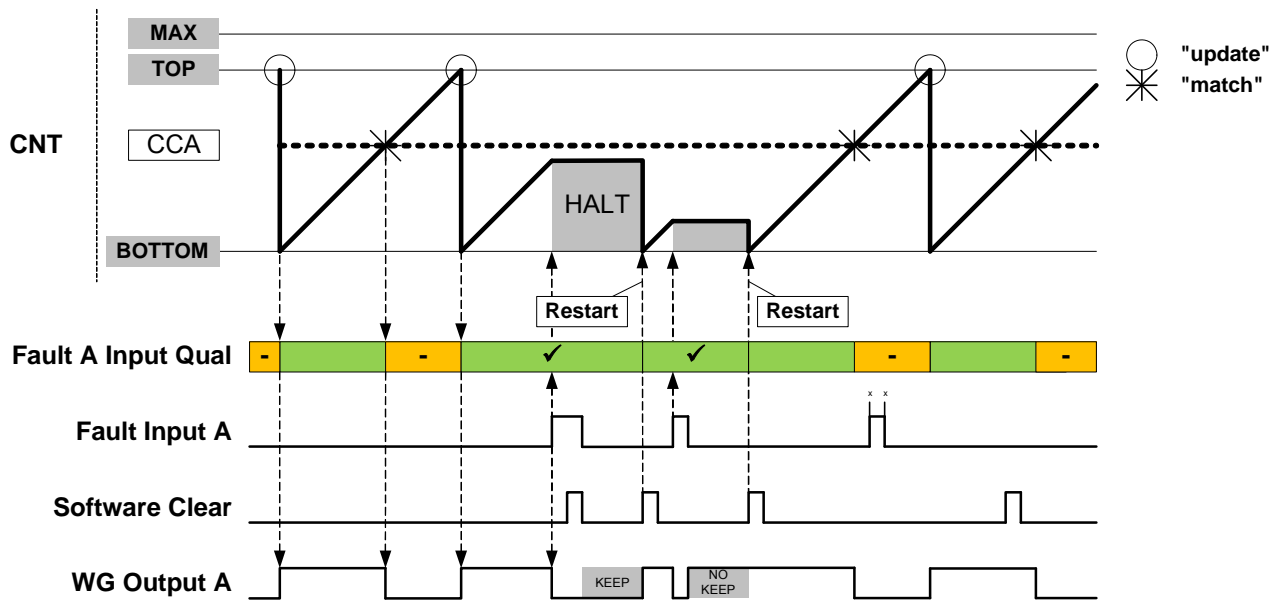 MAX
"update"
TOP
"match"
CNT
CCA
HALT
BOTTOM
Restart
Restart
Fault A Input Qual
-
-
✓
✓
-
-
x x
Fault Input A
Software Clear
WG Output A
KEEP
NO
KEEP